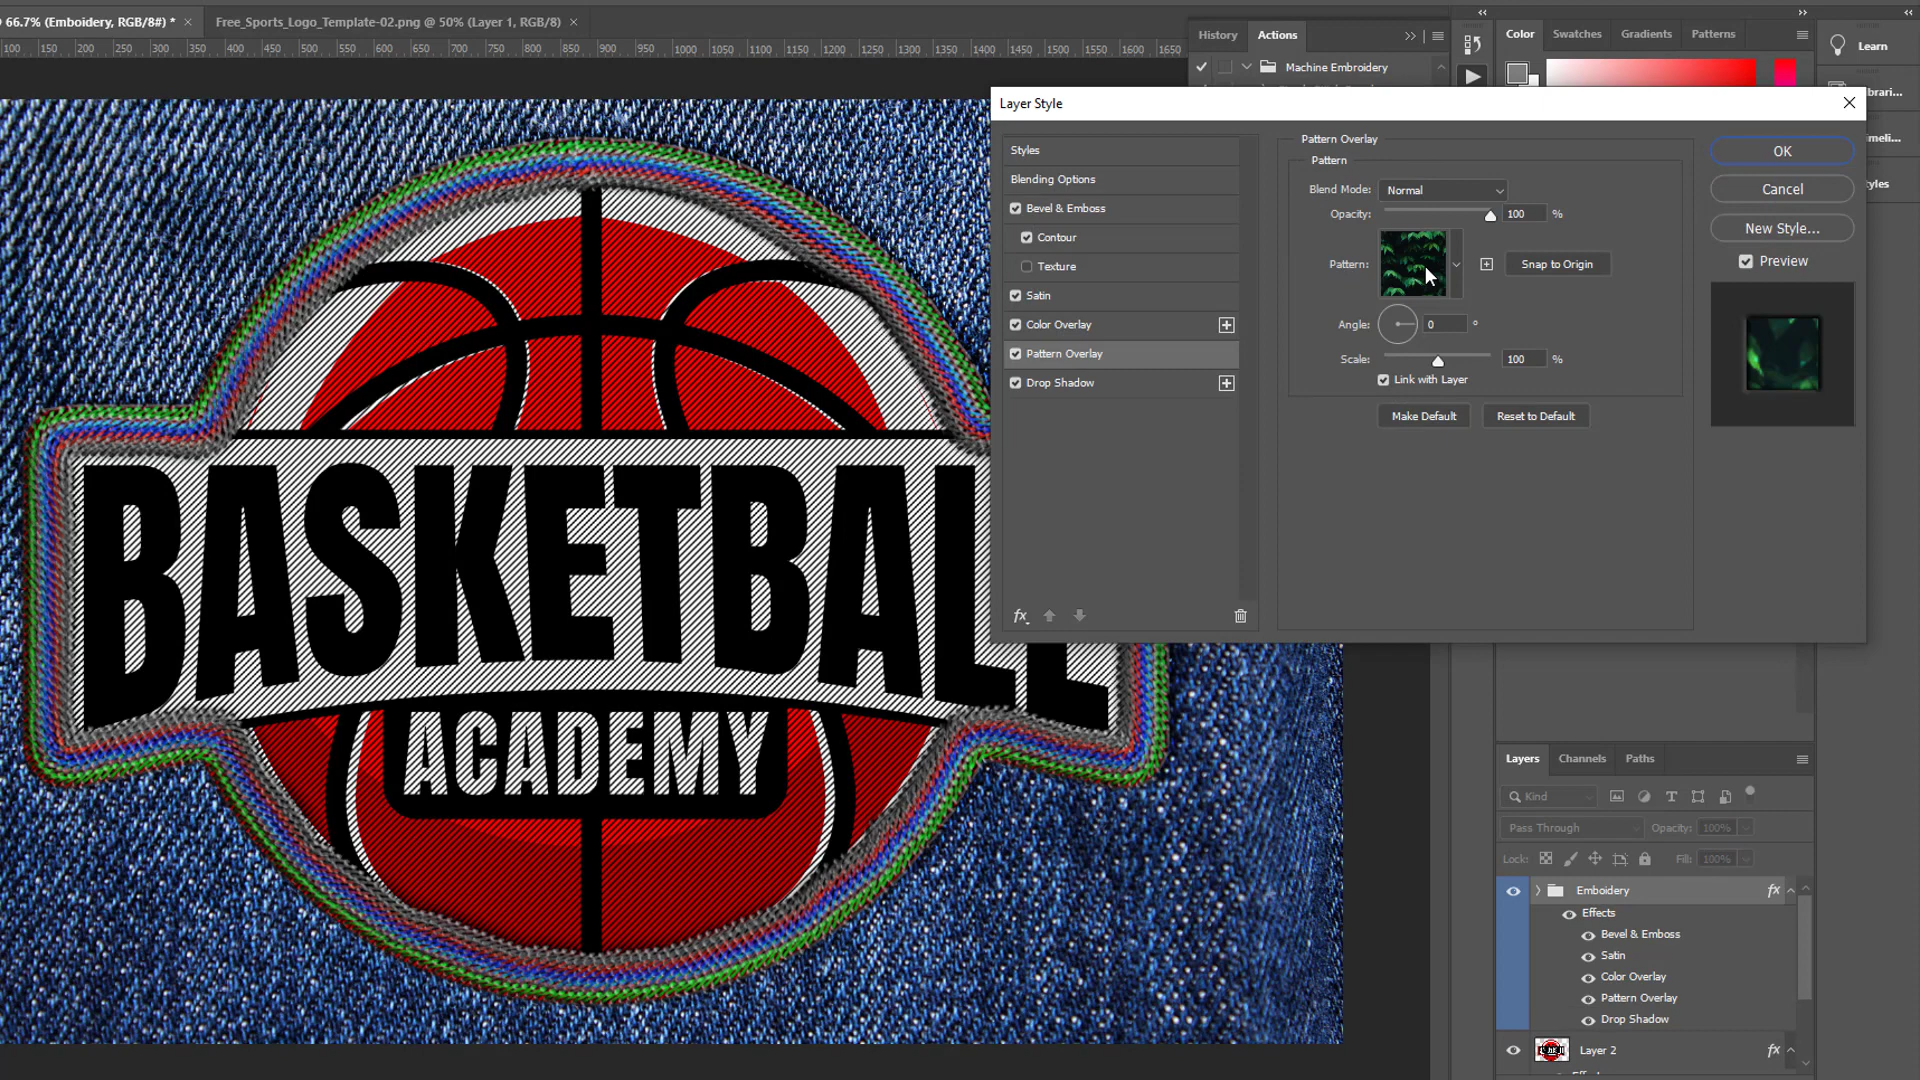 66.7% (Emboidery, RGB/8#) *
Free_Sports_Logo_Template-02.png @ 50% (Layer 1, RGB/8)
100 150 200 250 300 350 400 450 500 550 600 650 700 750 800 850 900 950 1000 1050 1100 1150 1200 1250 1300 1350 1400 1450 1500 1550 1600 1650
History
Actions
Machine Embroidery
Color
Swatches
Gradients
Patterns
Learn
Layer Style
Styles
Blending Options
Bevel & Emboss
Contour
Texture
Satin
Color Overlay
Pattern Overlay
Drop Shadow
fx
Pattern Overlay
Pattern
Blend Mode: Normal
Opacity: 100 %
Pattern:
Snap to Origin
Angle: 0 °
Scale: 100 %
Link with Layer
Make Default
Reset to Default
OK
Cancel
New Style...
Preview
BASKETBALL
ACADEMY
Layers
Channels
Paths
Kind
Pass Through
Opacity: 100%
Lock:
Fill: 100%
Emboidery
fx
Effects
Bevel & Emboss
Satin
Color Overlay
Pattern Overlay
Drop Shadow
Layer 2
fx